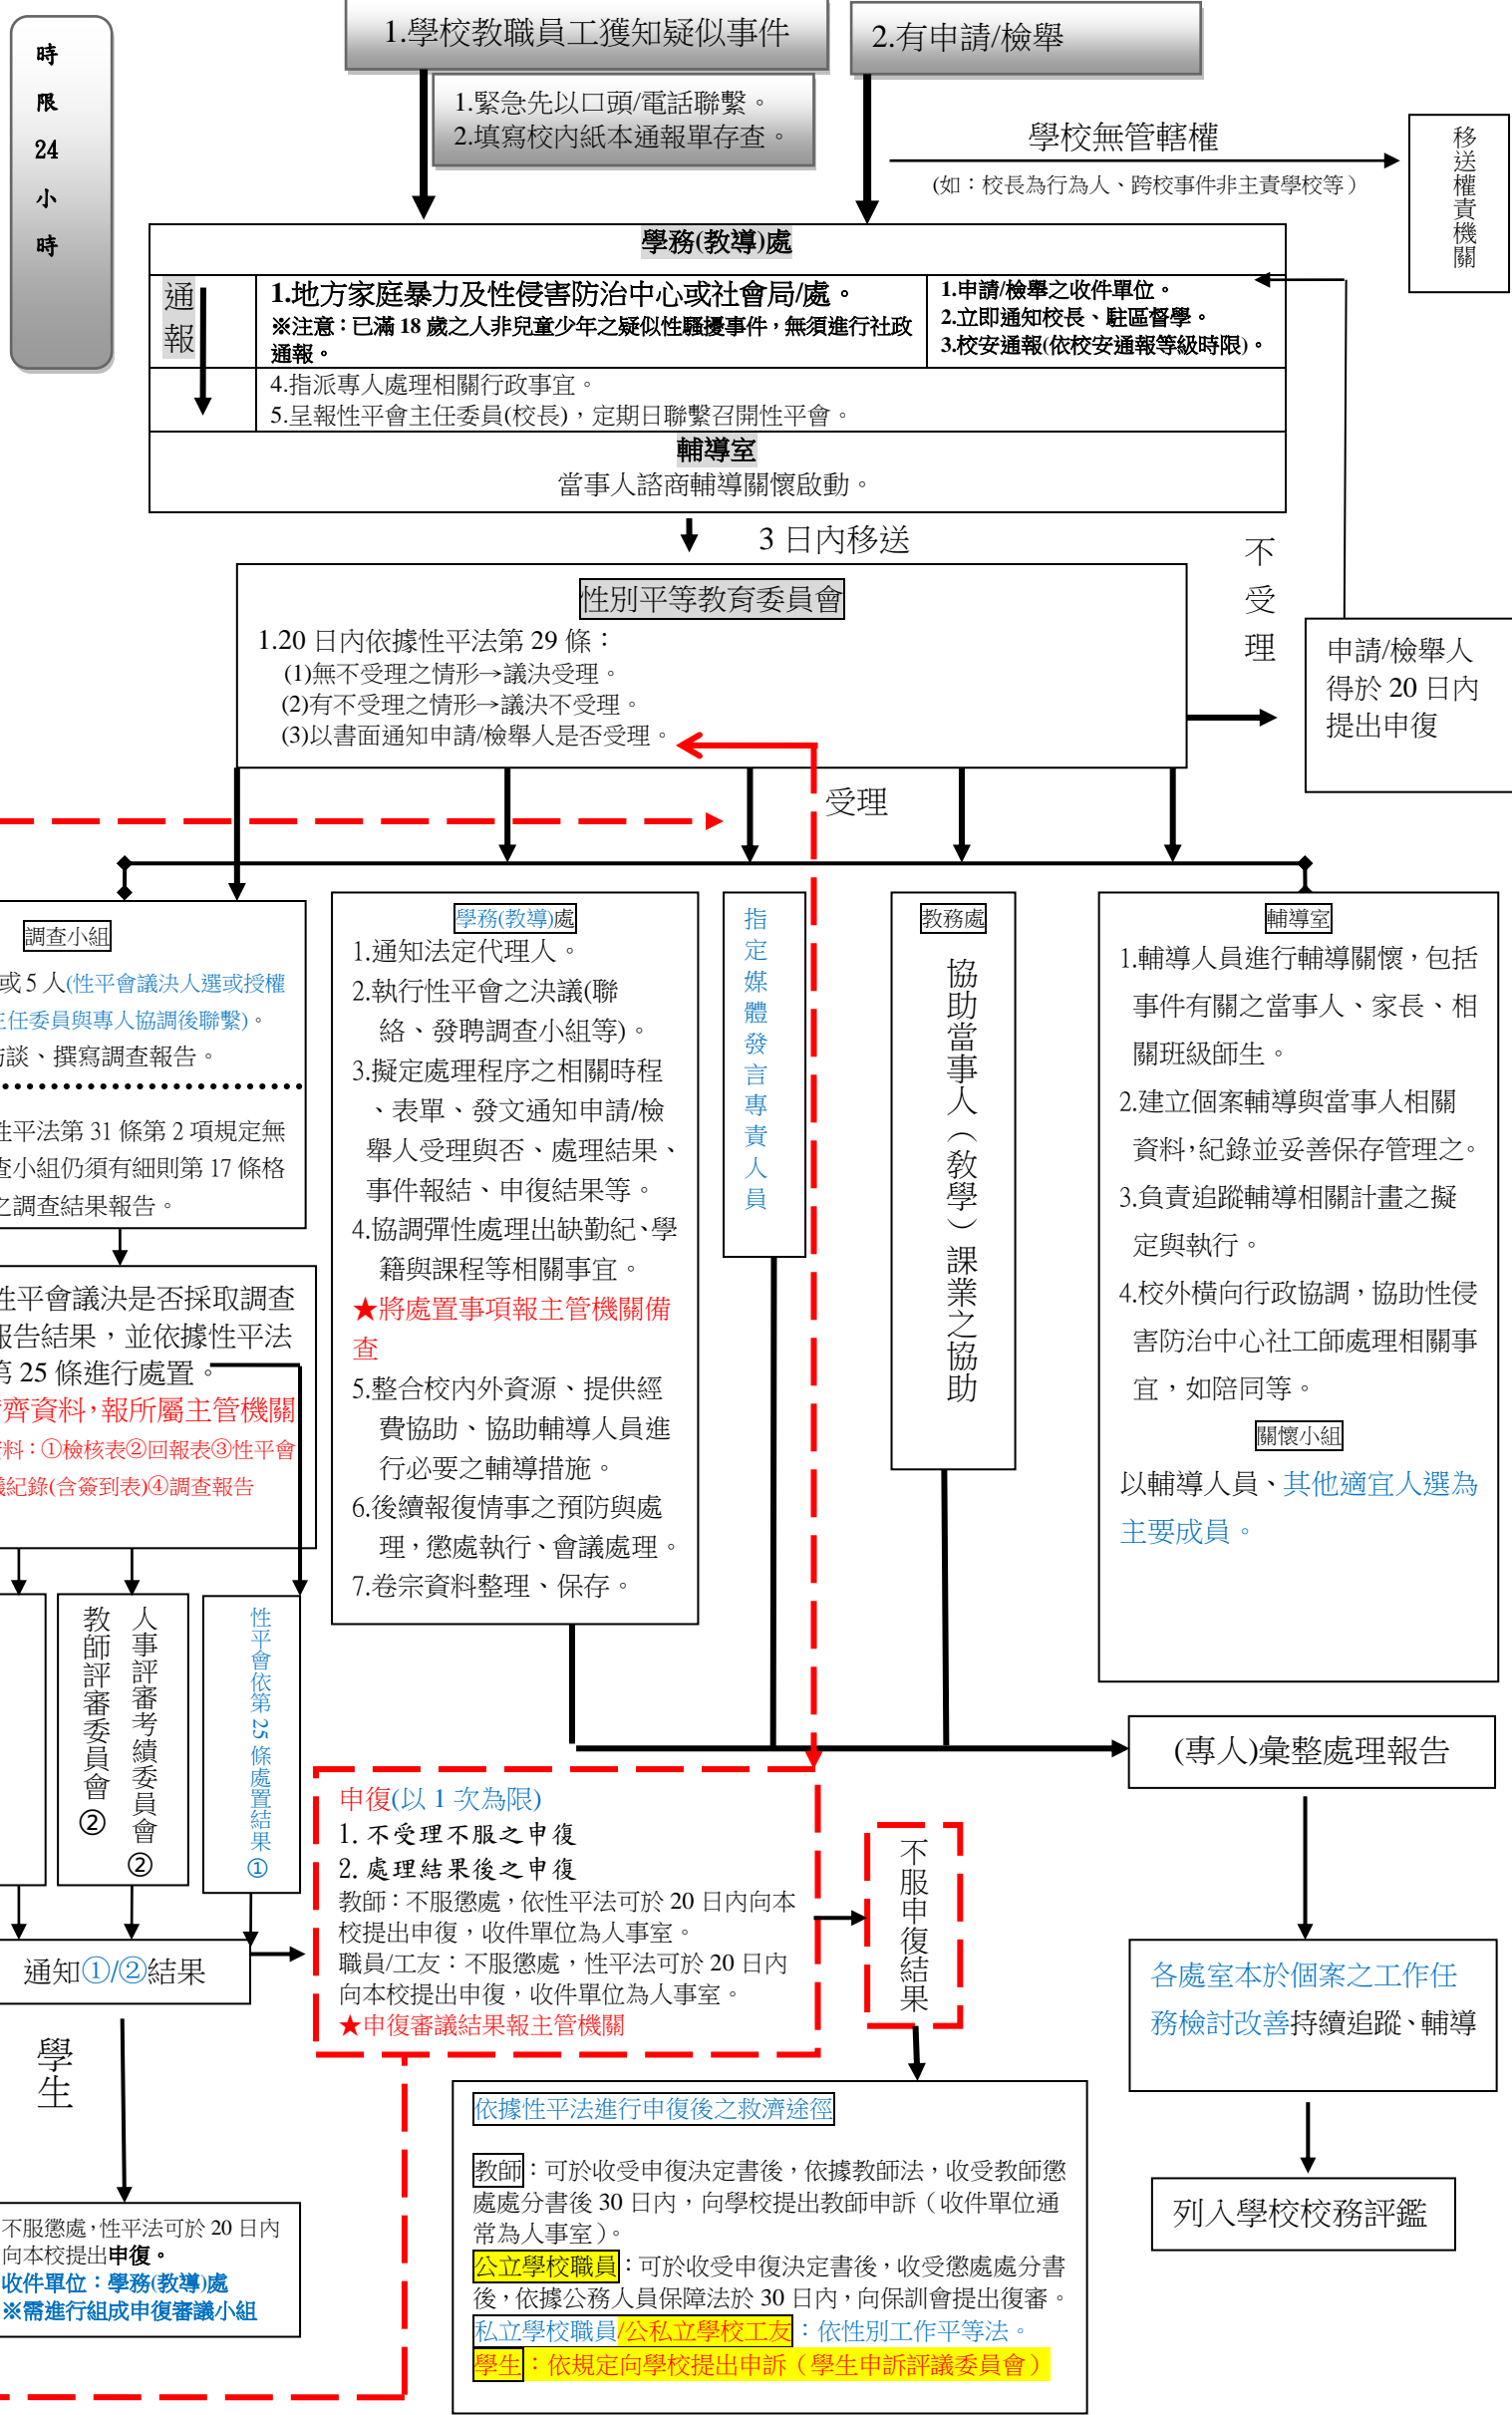 時
限
24
小
時
1.學校教職員工獲知疑似事件
2.有申請/檢舉
1.緊急先以口頭/電話聯繫。
2.填寫校內紙本通報單存查。
學校無管轄權
(如：校長為行為人、跨校事件非主責學校等）
移送權責機關
學務(教導)處
通
報
1.地方家庭暴力及性侵害防治中心或社會局/處。
※注意：已滿 18 歲之人非兒童少年之疑似性騷擾事件，無須進行社政
通報。
1.申請/檢舉之收件單位。
2.立即通知校長、駐區督學。
3.校安通報(依校安通報等級時限)。
4.指派專人處理相關行政事宜。
5.呈報性平會主任委員(校長)，定期日聯繫召開性平會。
輔導室
當事人諮商輔導關懷啟動。
3 日內移送
性別平等教育委員會
1.20 日內依據性平法第 29 條：
(1)無不受理之情形→議決受理。
(2)有不受理之情形→議決不受理。
(3)以書面通知申請/檢舉人是否受理。
不
受
理
申請/檢舉人
得於 20 日內
提出申復
受理
調查小組
或 5 人(性平會議決人選或授權
主任委員與專人協調後聯繫)。
訪談、撰寫調查報告。
性平法第 31 條第 2 項規定無
查小組仍須有細則第 17 條格
之調查結果報告。
性平會議決是否採取調查
報告結果，並依據性平法
第 25 條進行處置。
齊資料，報所屬主管機關
料：①檢核表②回報表③性平會
議紀錄(含簽到表)④調查報告
學務(教導)處
1.通知法定代理人。
2.執行性平會之決議(聯
絡、發聘調查小組等)。
3.擬定處理程序之相關時程
、表單、發文通知申請/檢
舉人受理與否、處理結果、
事件報結、申復結果等。
4.協調彈性處理出缺勤紀、學
籍與課程等相關事宜。
★將處置事項報主管機關備
查
5.整合校內外資源、提供經
費協助、協助輔導人員進
行必要之輔導措施。
6.後續報復情事之預防與處
理，懲處執行、會議處理。
7.卷宗資料整理、保存。
指定媒體發言專責人員
教務處
協助當事人（教學）課業之協助
輔導室
1.輔導人員進行輔導關懷，包括
事件有關之當事人、家長、相
關班級師生。
2.建立個案輔導與當事人相關
資料，紀錄並妥善保存管理之。
3.負責追蹤輔導相關計畫之擬
定與執行。
4.校外橫向行政協調，協助性侵
害防治中心社工師處理相關事
宜，如陪同等。
關懷小組
以輔導人員、其他適宜人選為
主要成員。
人事評審考績委員會②
教師評審委員會②
性平會依第 25 條處置結果①
(專人)彙整處理報告
申復(以 1 次為限)
1. 不受理不服之申復
2. 處理結果後之申復
教師：不服懲處，依性平法可於 20 日內向本
校提出申復，收件單位為人事室。
職員/工友：不服懲處，性平法可於 20 日內
向本校提出申復，收件單位為人事室。
★申復審議結果報主管機關
不服申復結果
通知①/②結果
學
生
各處室本於個案之工作任
務檢討改善持續追蹤、輔導
依據性平法進行申復後之救濟途徑
教師：可於收受申復決定書後，依據教師法，收受教師懲
處處分書後 30 日內，向學校提出教師申訴（收件單位通
常為人事室）。
公立學校職員：可於收受申復決定書後，收受懲處處分書
後，依據公務人員保障法於 30 日內，向保訓會提出復審。
私立學校職員/公私立學校工友：依性別工作平等法。
學生：依規定向學校提出申訴（學生申訴評議委員會）
列入學校校務評鑑
不服懲處，性平法可於 20 日內
向本校提出申復。
收件單位：學務(教導)處
※需進行組成申復審議小組